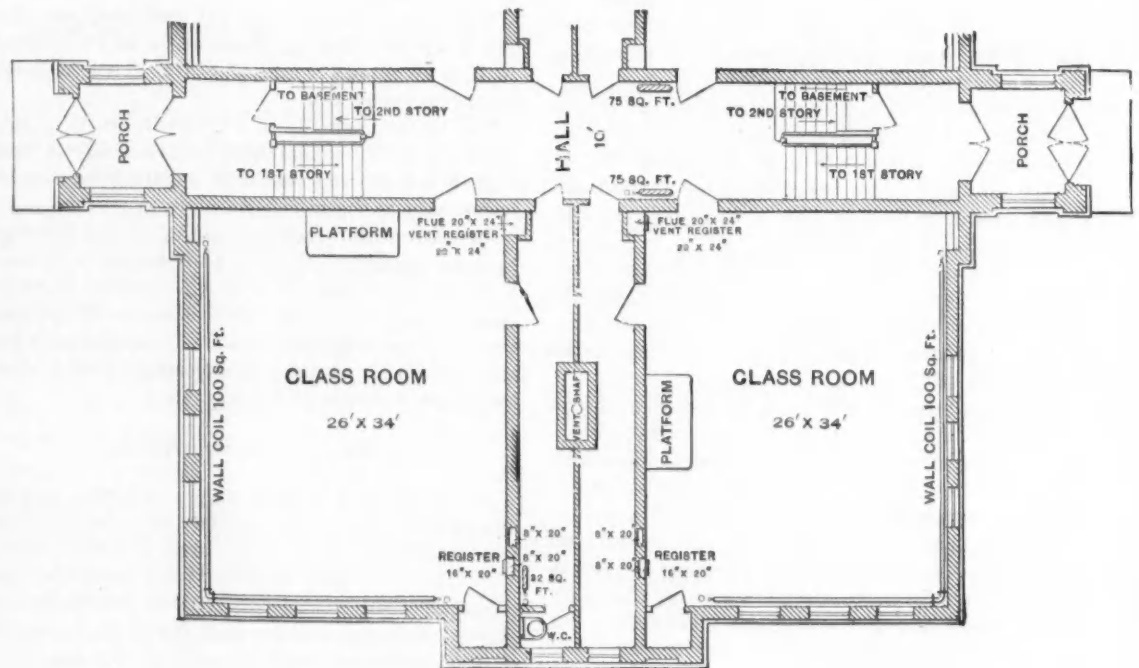 TO BASEMENT
TO 2ND STORY
TO 1ST STORY
PORCH
HALL
10'
75 SQ. FT.
75 SQ. FT.
TO BASEMENT
TO 2ND STORY
TO 1ST STORY
PORCH
PLATFORM
FLUE 20" X 24"
VENT REGISTER
20" X 24"
FLUE 20" X 24"
VENT REGISTER
20" X 24"
WALL COIL 100 Sq. Ft.
CLASS ROOM
26' X 34'
VENT SHAF
PLATFORM
CLASS ROOM
26' X 34'
WALL COIL 100 Sq. Ft.
8" X 20"
8" X 20
REGISTER
16" X 20"
8" X 20"
8" X 20
REGISTER
16" X 20"
32 SQ.
FT.
W.C.